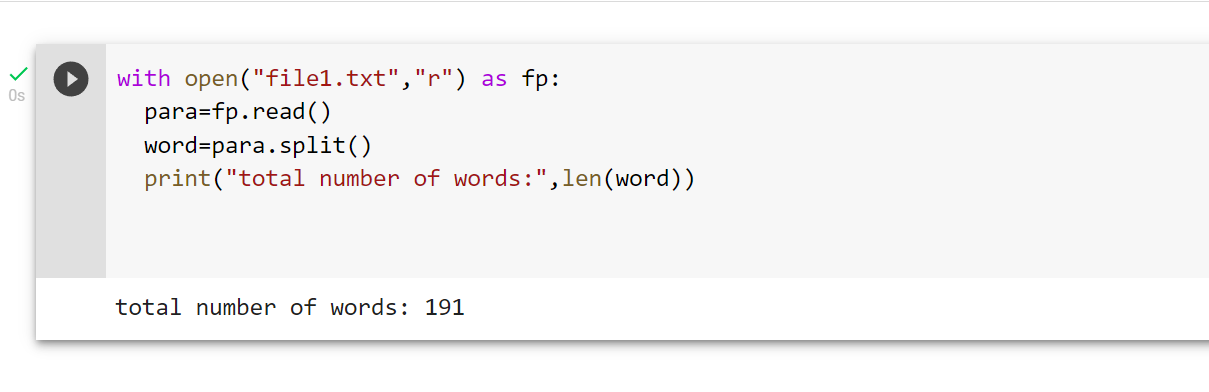 with open("file1.txt","r") as fp:
0s
  para=fp.read()
  word=para.split()
  print("total number of words:",len(word))
total number of words: 191